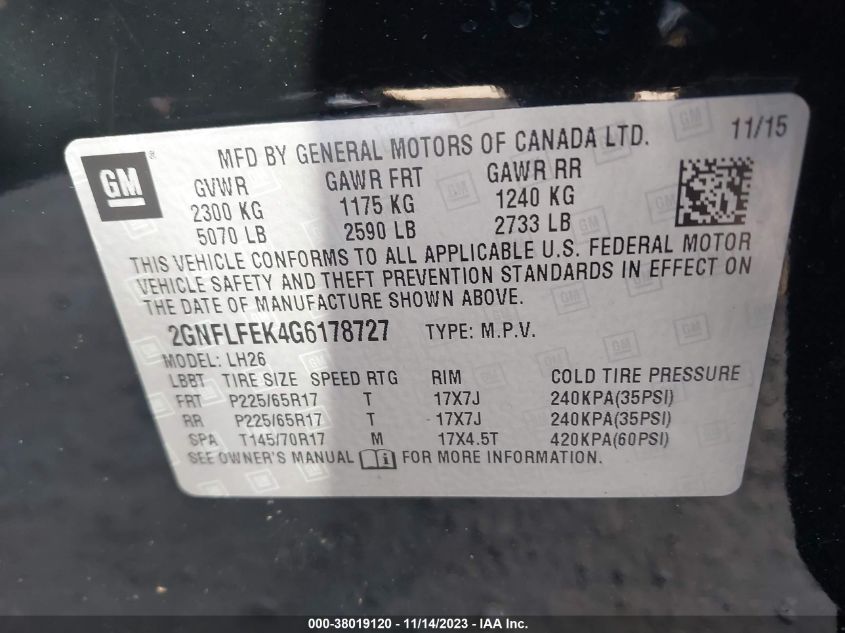 GM
MFD BY GENERAL MOTORS OF CANADA LTD. 11/15
GVWR GAWR FRT GAWR RR
2300 KG 1175 KG 1240 KG
5070 LB 2590 LB 2733 LB
THIS VEHICLE CONFORMS TO ALL APPLICABLE U.S. FEDERAL MOTOR
VEHICLE SAFETY AND THEFT PREVENTION STANDARDS IN EFFECT ON
THE DATE OF MANUFACTURE SHOWN ABOVE.
2GNFLFEK4G6178727 TYPE: M.P.V.
MODEL: LH26
LBBT TIRE SIZE SPEED RTG RIM COLD TIRE PRESSURE
FRT P225/65R17 T 17X7J 240KPA(35PSI)
RR P225/65R17 T 17X7J 240KPA(35PSI)
SPA T145/70R17 M 17X4.5T 420KPA(60PSI)
SEE OWNER'S MANUAL i FOR MORE INFORMATION.
000-38019120 - 11/14/2023 - IAA Inc.